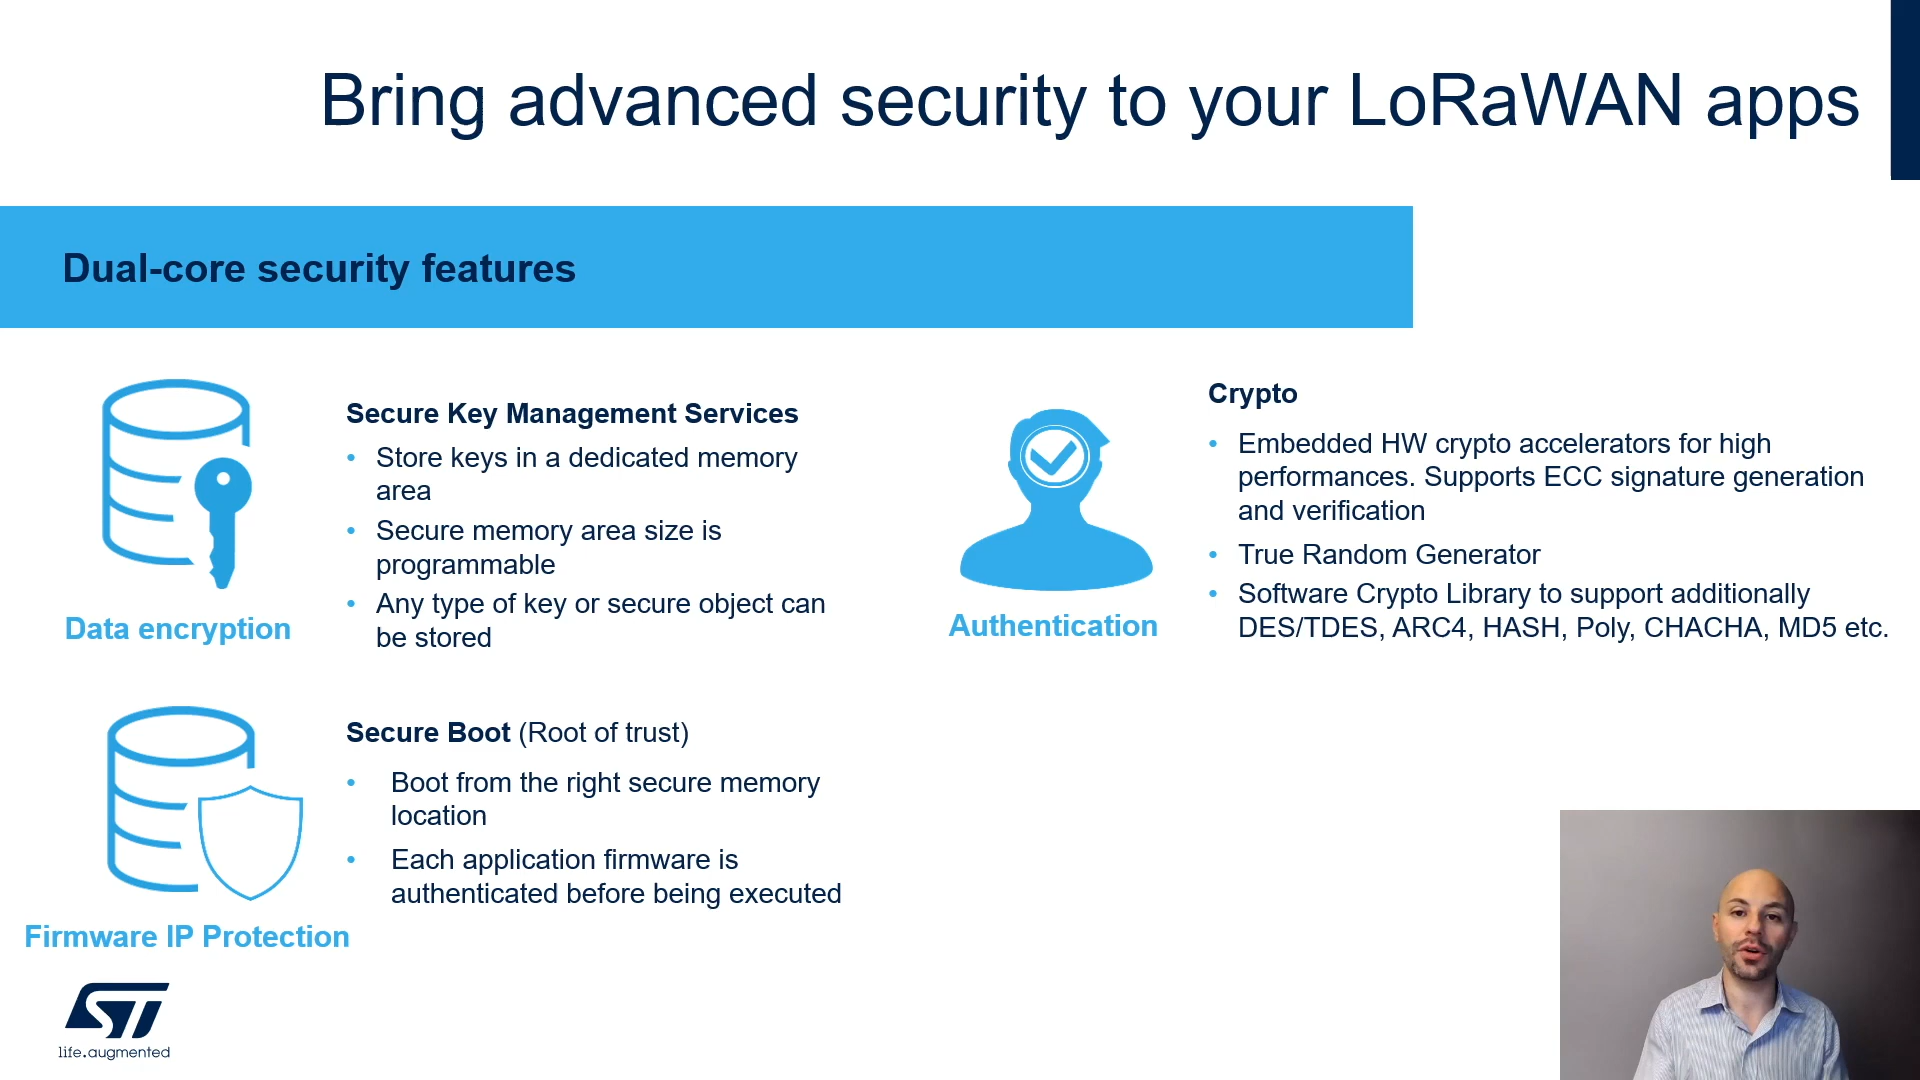 Bring advanced security to your LoRaWAN apps
Dual-core security features
Secure Key Management Services
• Store keys in a dedicated memory
area
• Secure memory area size is
programmable
• Any type of key or secure object can
be stored
Data encryption
Crypto
• Embedded HW crypto accelerators for high
performances. Supports ECC signature generation
and verification
• True Random Generator
• Software Crypto Library to support additionally
DES/TDES, ARC4, HASH, Poly, CHACHA, MD5 etc.
Authentication
Secure Boot (Root of trust)
• Boot from the right secure memory
location
• Each application firmware is
authenticated before being executed
Firmware IP Protection
ST
life.augmented